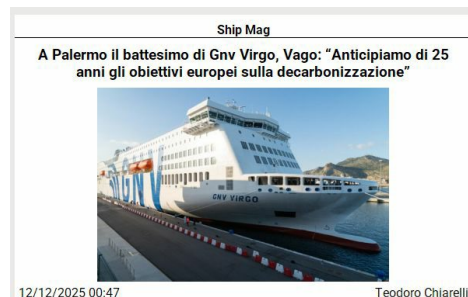 Ship Mag
A Palermo il battesimo di Gnv Virgo, Vago: “Anticipiamo di 25
anni gli obiettivi europei sulla decarbonizzazione”
GNV
GNV VIRGO
12/12/2025 00:47
Teodoro Chiarelli